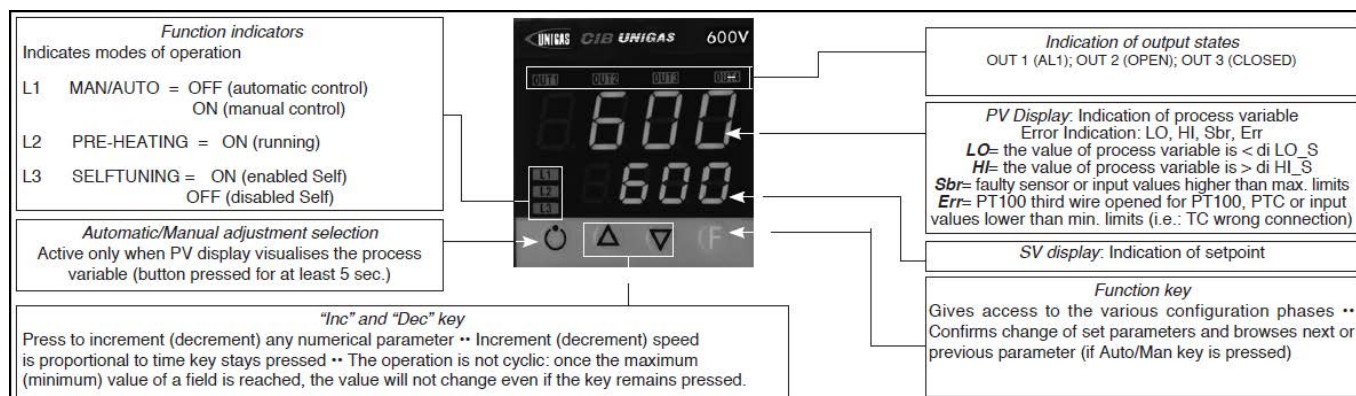 Function indicators
Indicates modes of operation
L1 MAN/AUTO = OFF (automatic control)
ON (manual control)
L2 PRE-HEATING = ON (running)
L3 SELFTUNING = ON (enabled Self)
OFF (disabled Self)
Automatic/Manual adjustment selection
Active only when PV display visualises the process
variable (button pressed for at least 5 sec.)
"Inc" and "Dec" key
Press to increment (decrement) any numerical parameter •• Increment (decrement) speed
is proportional to time key stays pressed •• The operation is not cyclic: once the maximum
(minimum) value of a field is reached, the value will not change even if the key remains pressed.
UNIGAS CIB UNIGAS 600V
OUT1 OUT2 OUT3 OUT4
600
600
L1
L2
L3
F
Indication of output states
OUT 1 (AL1); OUT 2 (OPEN); OUT 3 (CLOSED)
PV Display: Indication of process variable
Error Indication: LO, HI, Sbr, Err
LO= the value of process variable is < di LO_S
HI= the value of process variable is > di HI_S
Sbr= faulty sensor or input values higher than max. limits
Err= PT100 third wire opened for PT100, PTC or input
values lower than min. limits (i.e.: TC wrong connection)
SV display: Indication of setpoint
Function key
Gives access to the various configuration phases ••
Confirms change of set parameters and browses next or
previous parameter (if Auto/Man key is pressed)